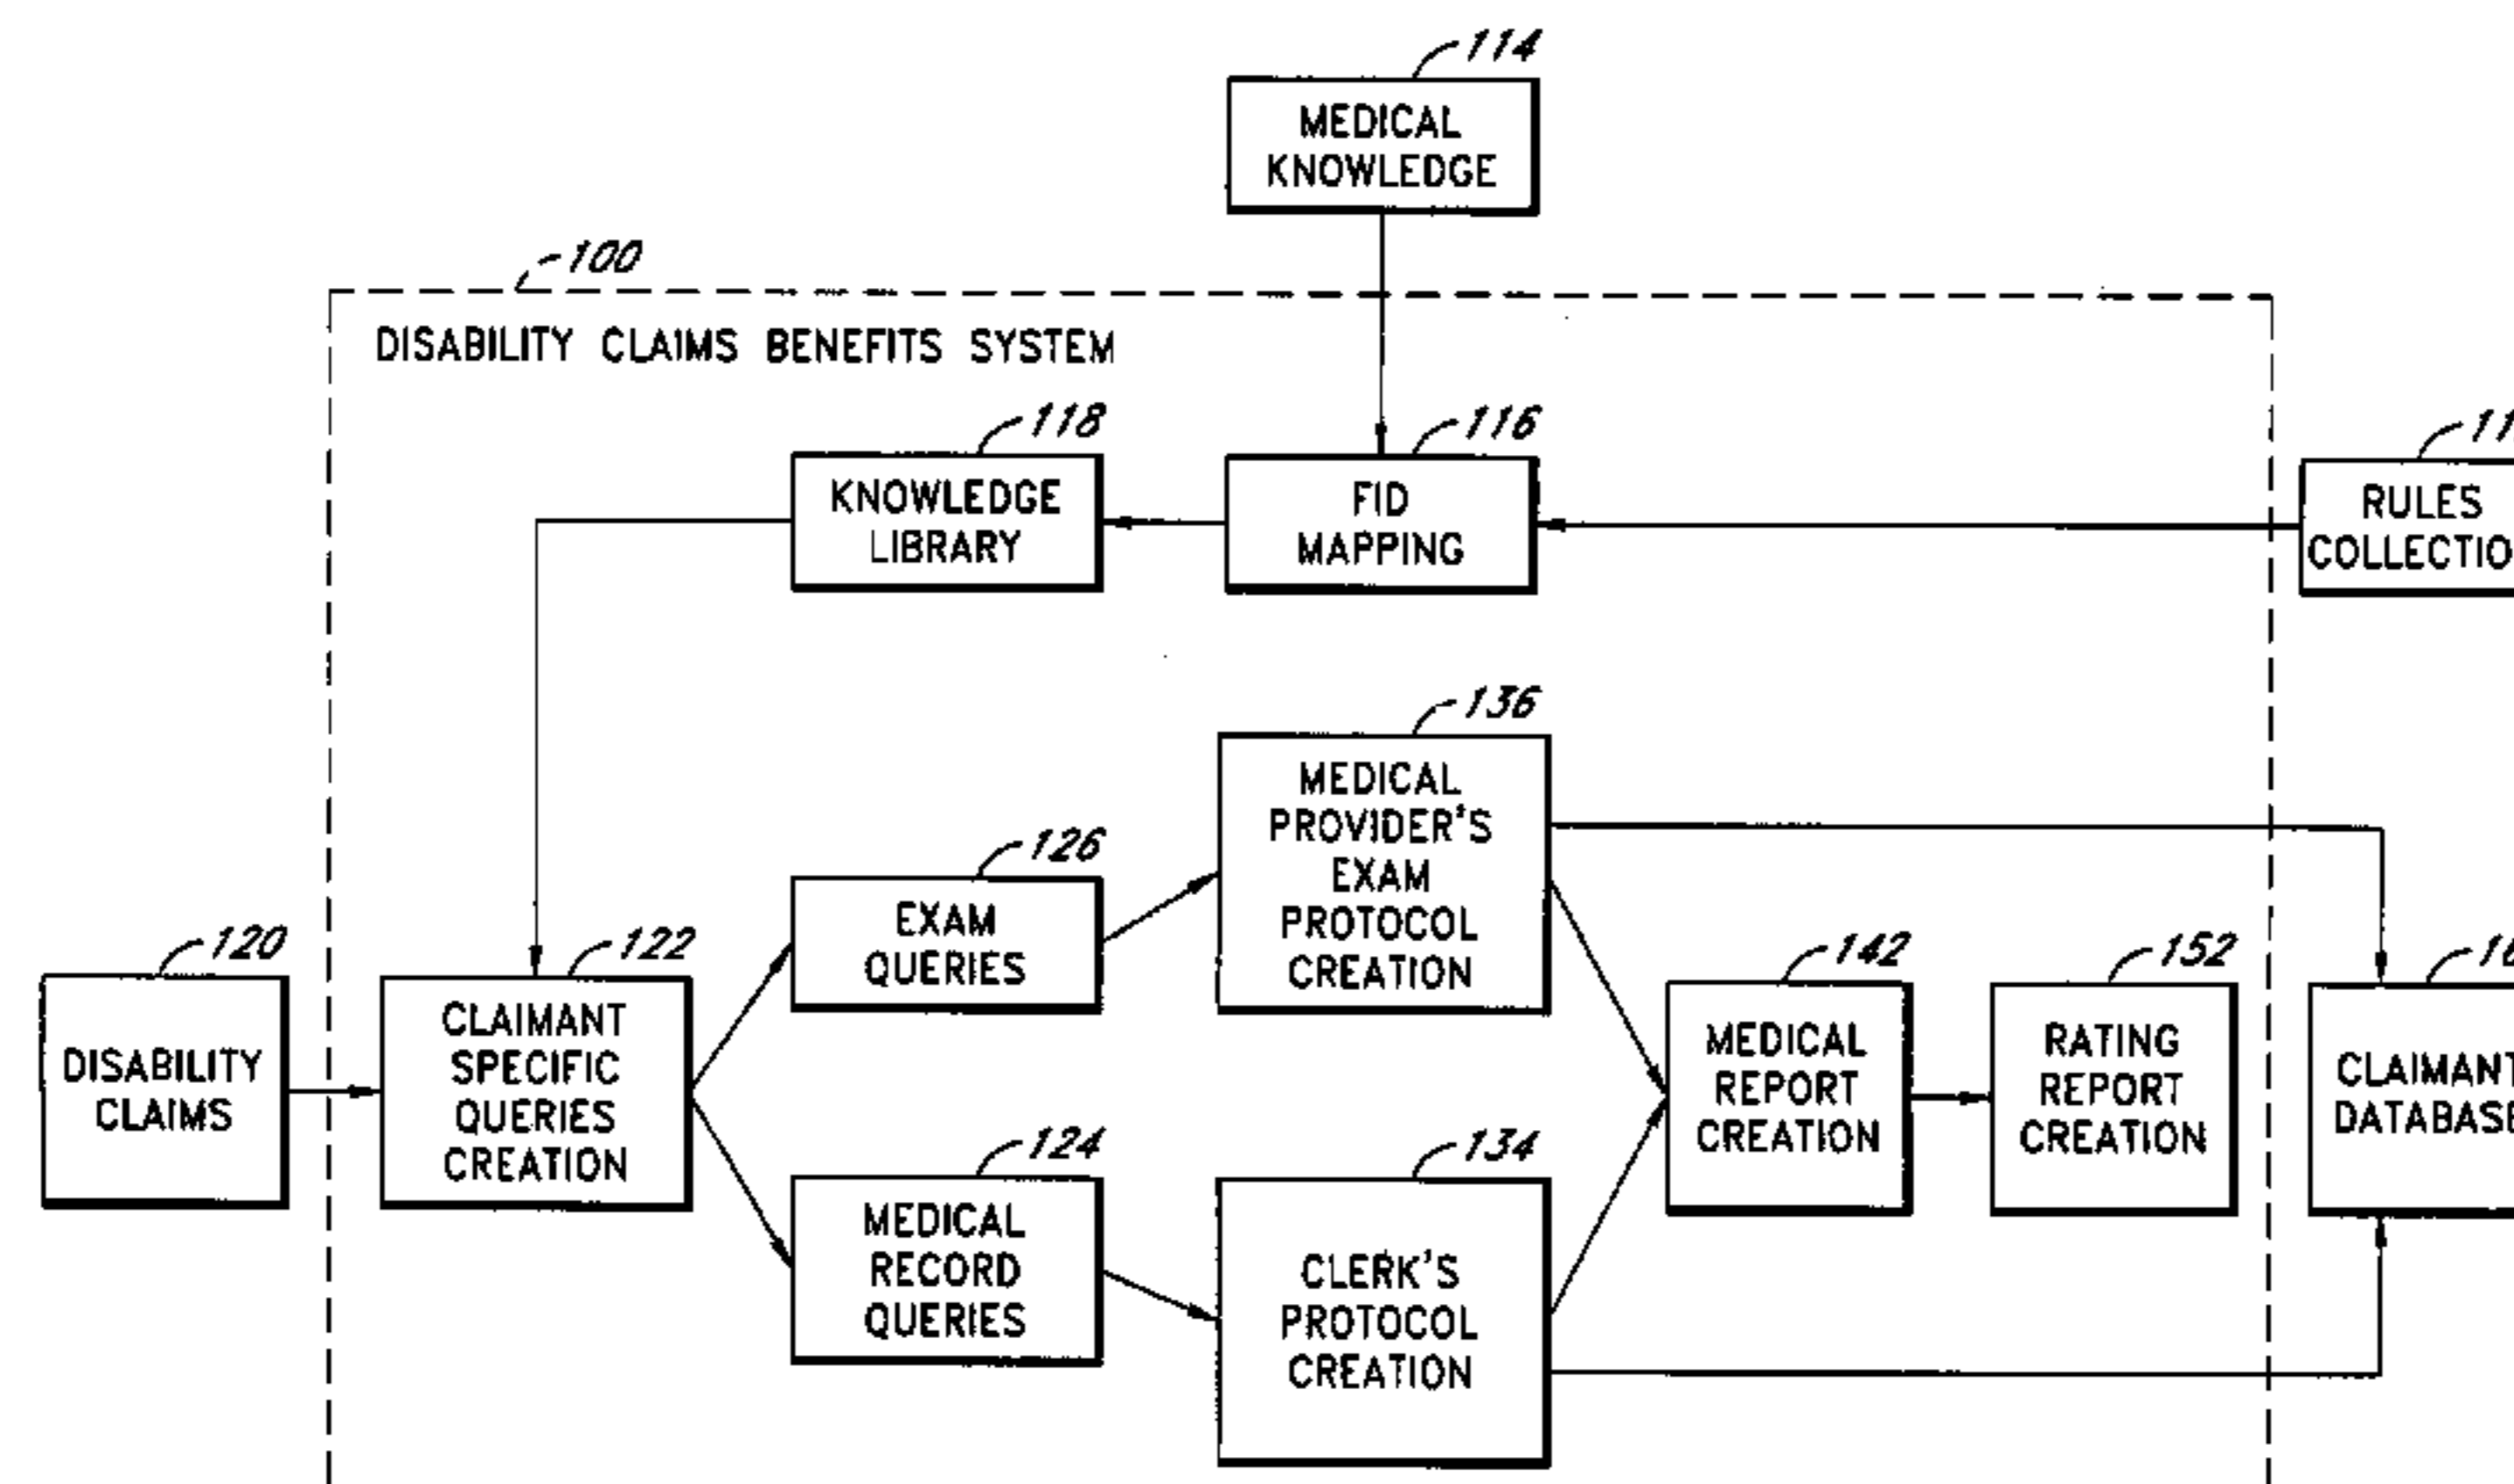 114
MEDICAL
KNOWLEDGE
100
DISABILITY CLAIMS BENEFITS SYSTEM
118
KNOWLEDGE
LIBRARY
116
FID
MAPPING
RULES
136
MEDICAL
PROVIDER'S
EXAM
PROTOCOL
CREATION
126
EXAM
QUERIES
120
DISABILITY
CLAIMS
122
CLAIMANT
SPECIFIC
QUERIES
CREATION
142
MEDICAL
REPORT
CREATION
152
RATING
REPORT
CREATION
CLAIMANT
DATABASE
124
MEDICAL
RECORD
QUERIES
134
CLERK'S
PROTOCOL
CREATION